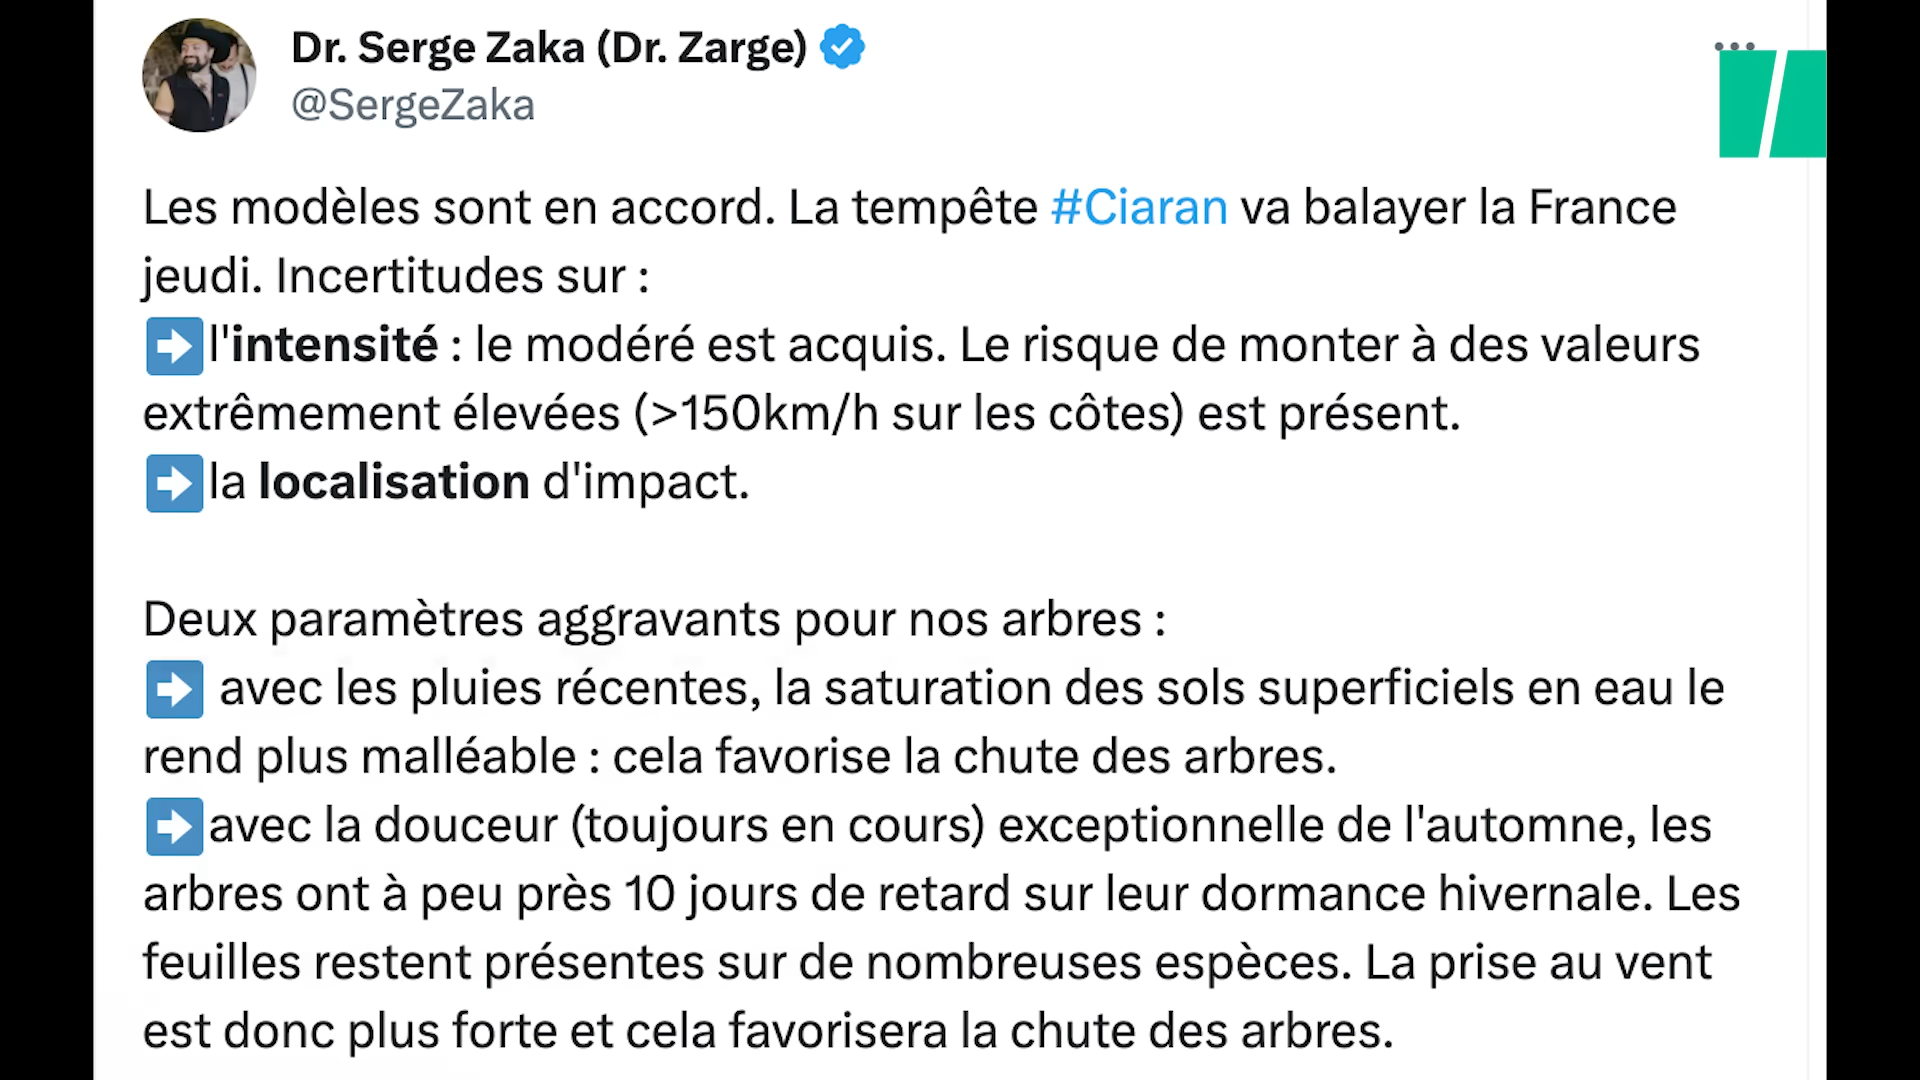 Dr. Serge Zaka (Dr. Zarge)
@SergeZaka
Les modèles sont en accord. La tempête #Ciaran va balayer la France
jeudi. Incertitudes sur :
➡️l'intensité : le modéré est acquis. Le risque de monter à des valeurs
extrêmement élevées (>150km/h sur les côtes) est présent.
➡️la localisation d'impact.
Deux paramètres aggravants pour nos arbres :
➡️ avec les pluies récentes, la saturation des sols superficiels en eau le
rend plus malléable : cela favorise la chute des arbres.
➡️avec la douceur (toujours en cours) exceptionnelle de l'automne, les
arbres ont à peu près 10 jours de retard sur leur dormance hivernale. Les
feuilles restent présentes sur de nombreuses espèces. La prise au vent
est donc plus forte et cela favorisera la chute des arbres.